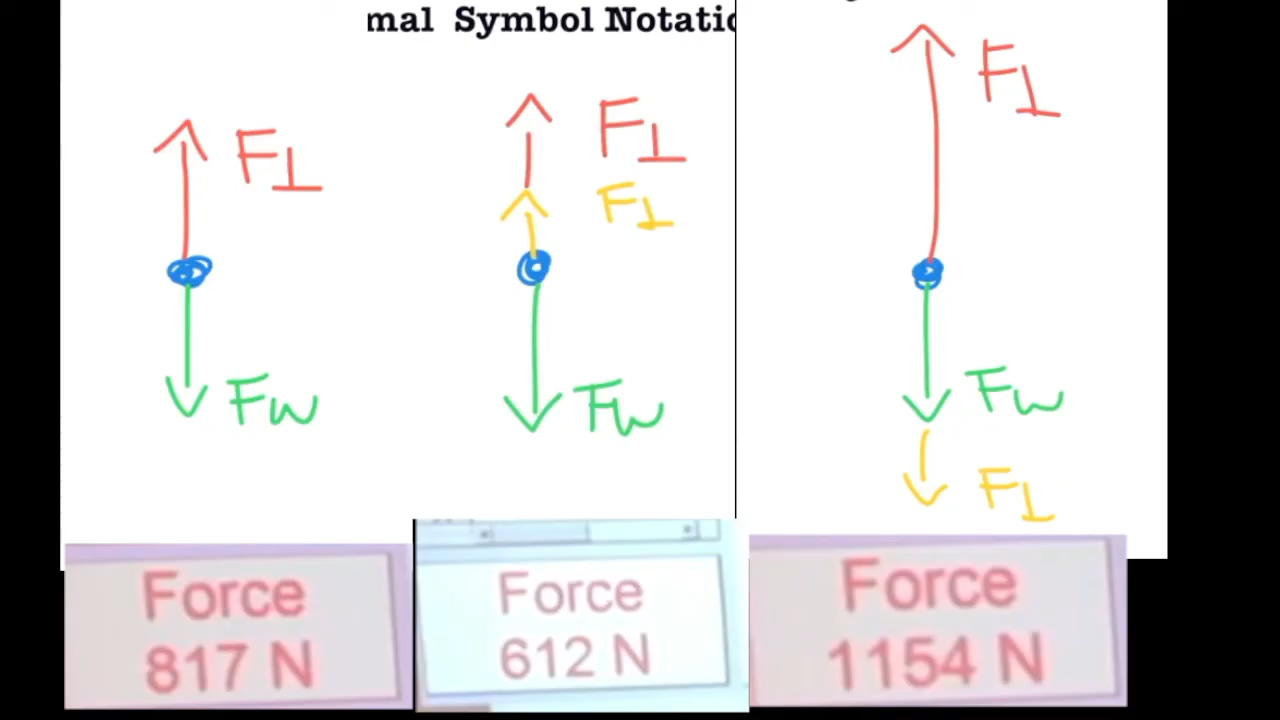 mal Symbol Notatio
F⊥
Fw
F⊥
F⊥
Fw
F⊥
Fw
F⊥
Force
817 N
Force
612 N
Force
1154 N